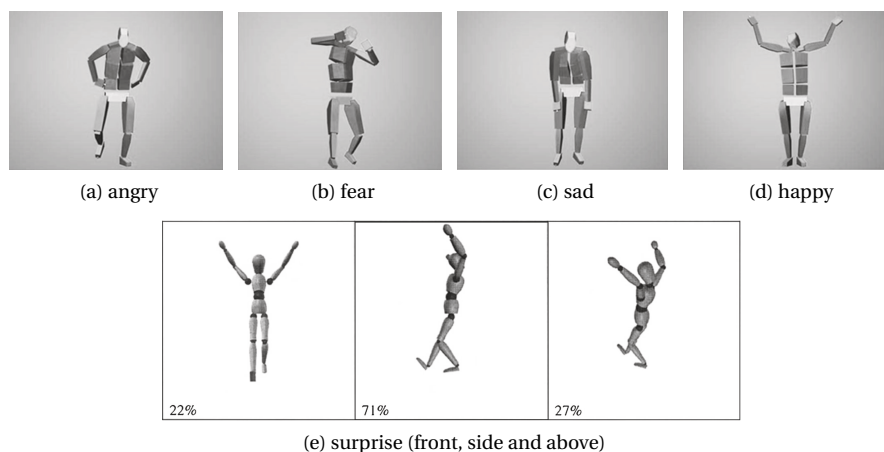 (a) angry
(b) fear
(c) sad
(d) happy
22%
71%
27%
(e) surprise (front, side and above)